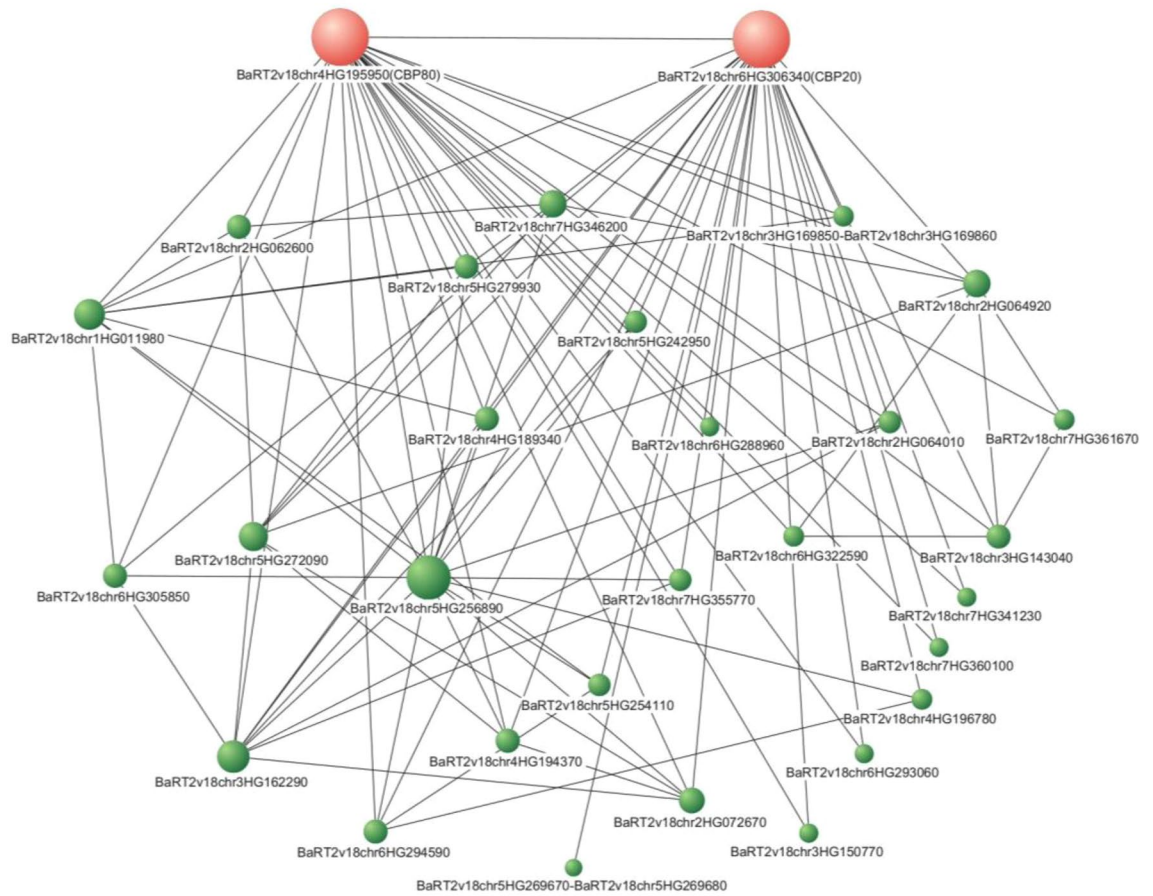 BaRT2v18chr4HG195950(CBP80)
BaRT2v18chr6HG306340(CBP20)
BaRT2v18chr7HG346200
BaRT2v18chr3HG169850-BaRT2v18chr3HG169860
BaRT2v18chr2HG062600
BaRT2v18chr5HG279930
BaRT2v18chr2HG064920
BaRT2v18chr1HG011980
BaRT2v18chr5HG242950
BaRT2v18chr4HG189340
BaRT2v18chr6HG288960
BaRT2v18chr2HG064010
BaRT2v18chr7HG361670
BaRT2v18chr5HG272090
BaRT2v18chr6HG322590
BaRT2v18chr3HG143040
BaRT2v18chr6HG305850
BaRT2v18chr5HG256890
BaRT2v18chr7HG355770
BaRT2v18chr7HG341230
BaRT2v18chr7HG360100
BaRT2v18chr5HG254110
BaRT2v18chr4HG196780
BaRT2v18chr4HG194370
BaRT2v18chr6HG293060
BaRT2v18chr3HG162290
BaRT2v18chr2HG072670
BaRT2v18chr6HG294590
BaRT2v18chr3HG150770
BaRT2v18chr5HG269670-BaRT2v18chr5HG269680